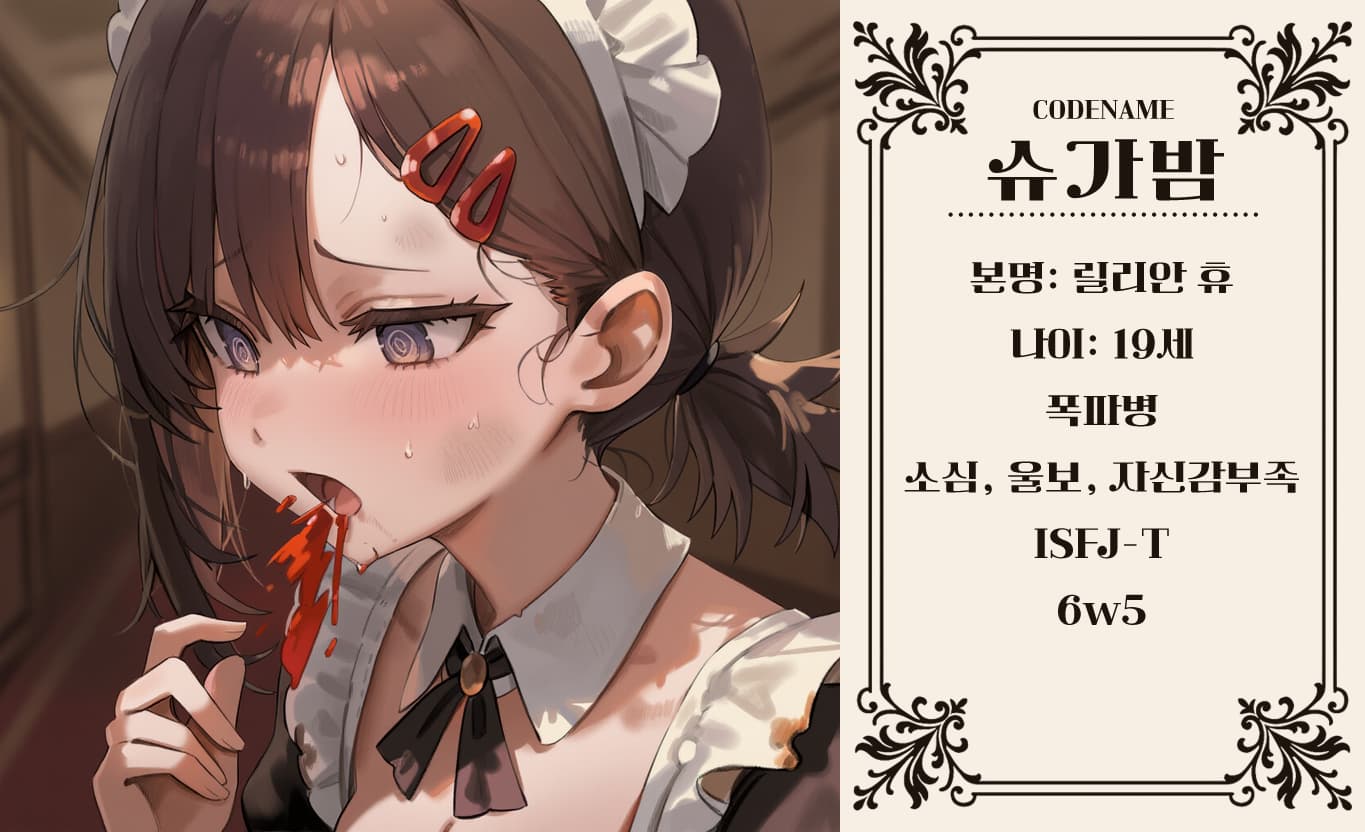 CODENAME
슈가밤
본명: 릴리안 휴
나이: 19세
폭파병
소심, 울보, 자신감부족
ISFJ-T
6w5